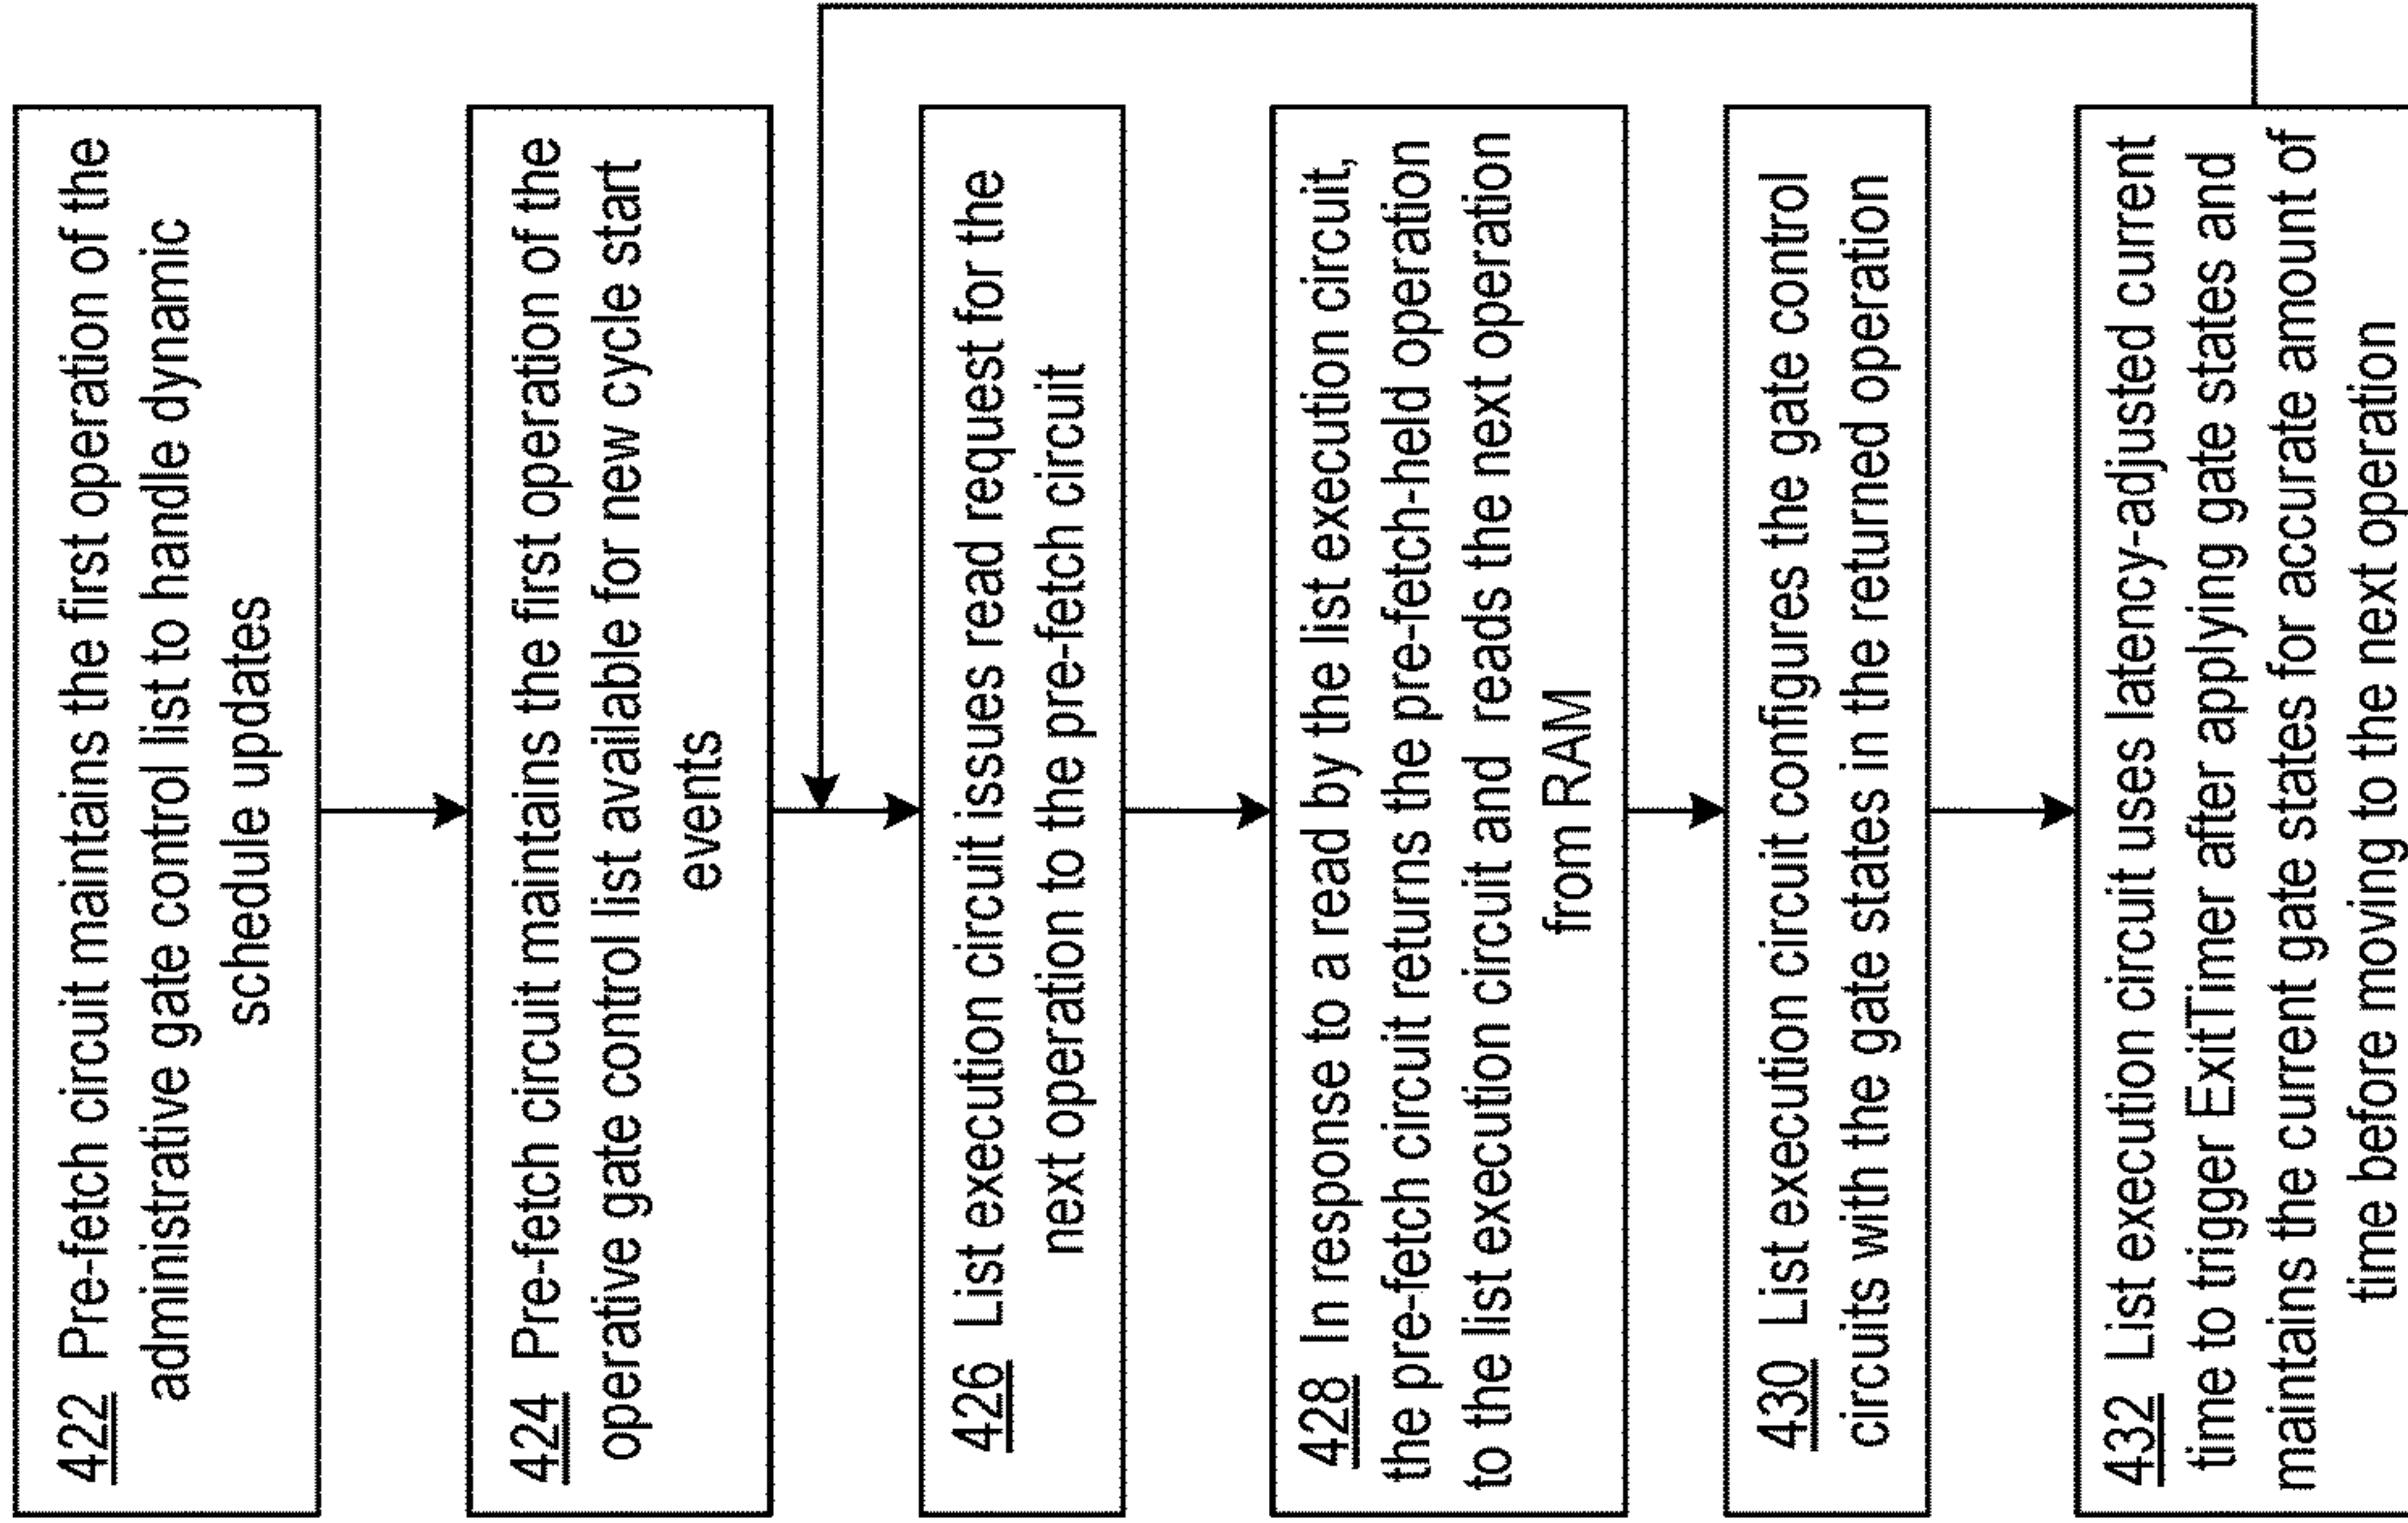 422 Pre-fetch circuit maintains the first operation of the
administrative gate control list to handle dynamic
schedule updates
424 Pre-fetch circuit maintains the first operation of the
operative gate control list available for new cycle start
events
426 List execution circuit issues read request for the
next operation to the pre-fetch circuit
428 In response to a read by the list execution circuit,
the pre-fetch circuit returns the pre-fetch-held operation
to the list execution circuit and reads the next operation
from RAM
430 List execution circuit configures the gate control
circuits with the gate states in the returned operation
432 List execution circuit uses latency-adjusted current
time to trigger ExitTimer after applying gate states and
maintains the current gate states for accurate amount of
time before moving to the next operation